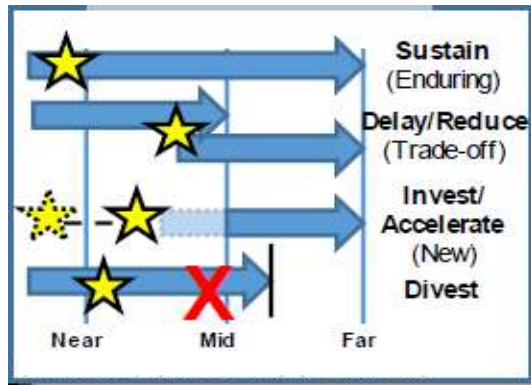 Sustain
(Enduring)
Delay/Reduce
(Trade-off)
Invest/
Accelerate
(New)
Divest
Near Mid Far